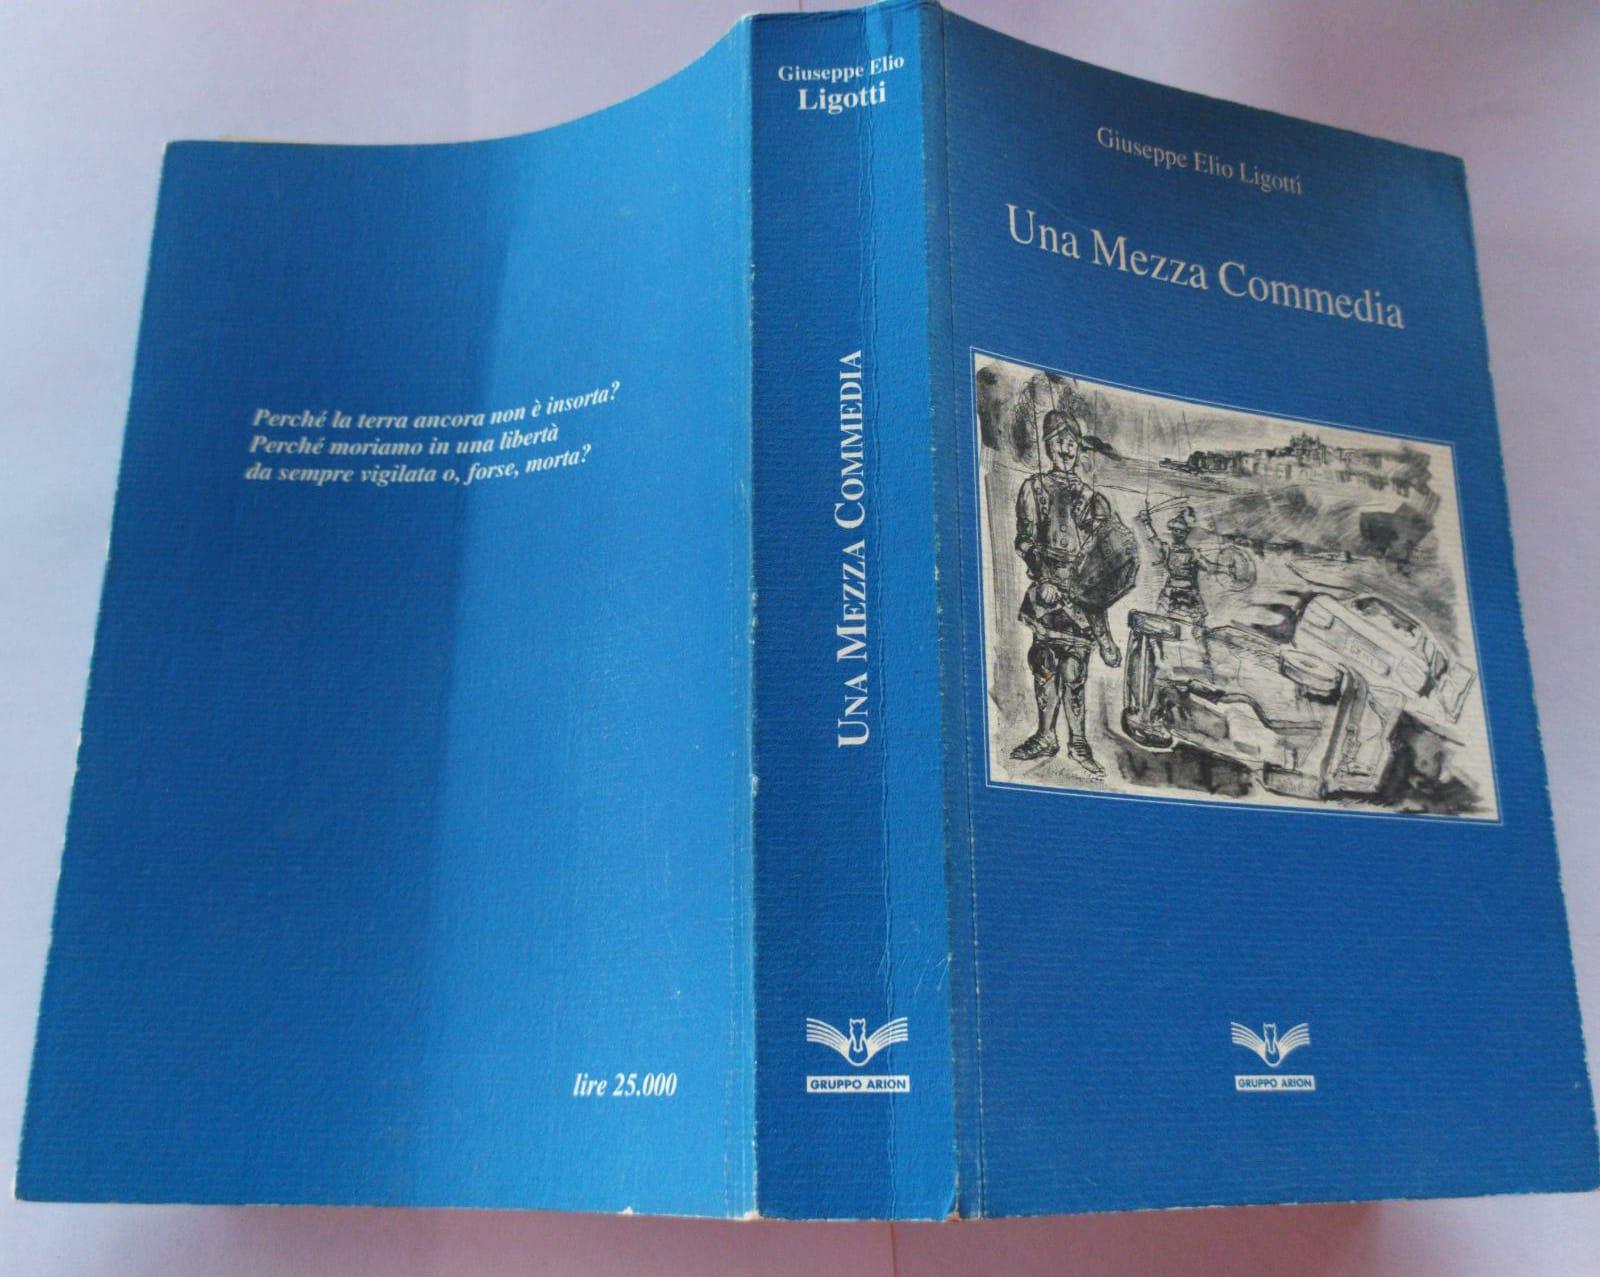 Perché la terra ancora non è insorta?
Perché moriamo in una libertà
da sempre vigilata o, forse, morta?
lire 25.000
Giuseppe Elio
Ligotti
UNA MEZZA COMMEDIA
GRUPPO ARION
Giuseppe Elio Ligotti
Una Mezza Commedia
GRUPPO ARION